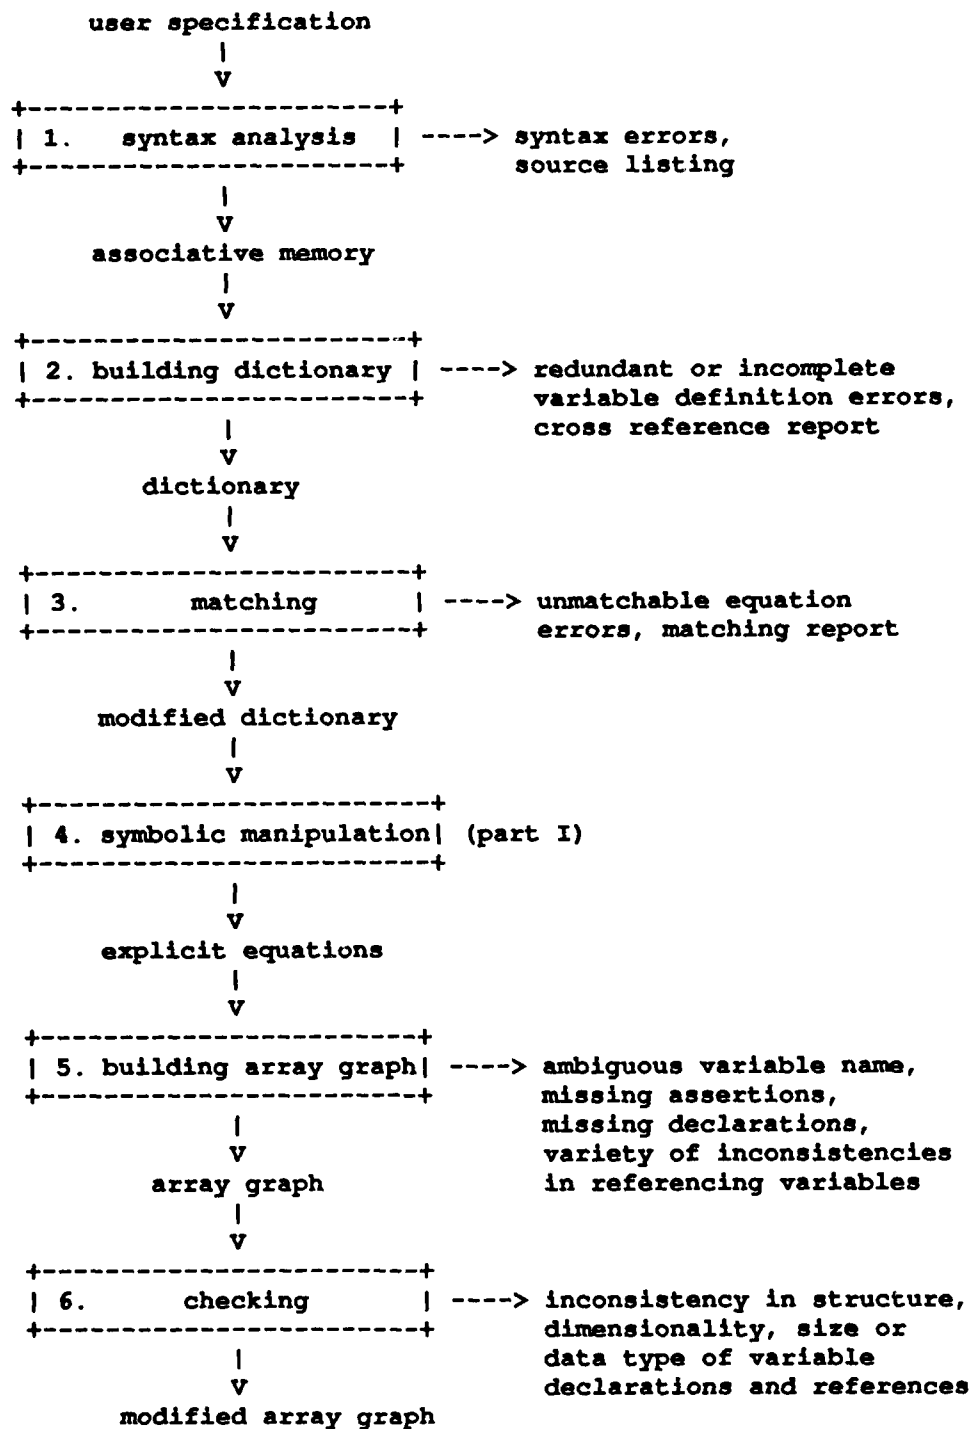 user specification
|
V
+-----------------------+
| 1. syntax analysis | ----> syntax errors,
+-----------------------+ source listing
|
V
associative memory
|
V
+------------------------+
| 2. building dictionary | ----> redundant or incomplete
+------------------------+ variable definition errors,
| cross reference report
V
dictionary
|
V
+------------------------+
| 3. matching | ----> unmatchable equation
+------------------------+ errors, matching report
|
V
modified dictionary
|
V
+-------------------------+
| 4. symbolic manipulation| (part I)
+-------------------------+
|
V
explicit equations
|
V
+------------------------+
| 5. building array graph| ----> ambiguous variable name,
+------------------------+ missing assertions,
| missing declarations,
V variety of inconsistencies
array graph in referencing variables
|
V
+------------------------+
| 6. checking | ----> inconsistency in structure,
+------------------------+ dimensionality, size or
| data type of variable
V declarations and references
modified array graph